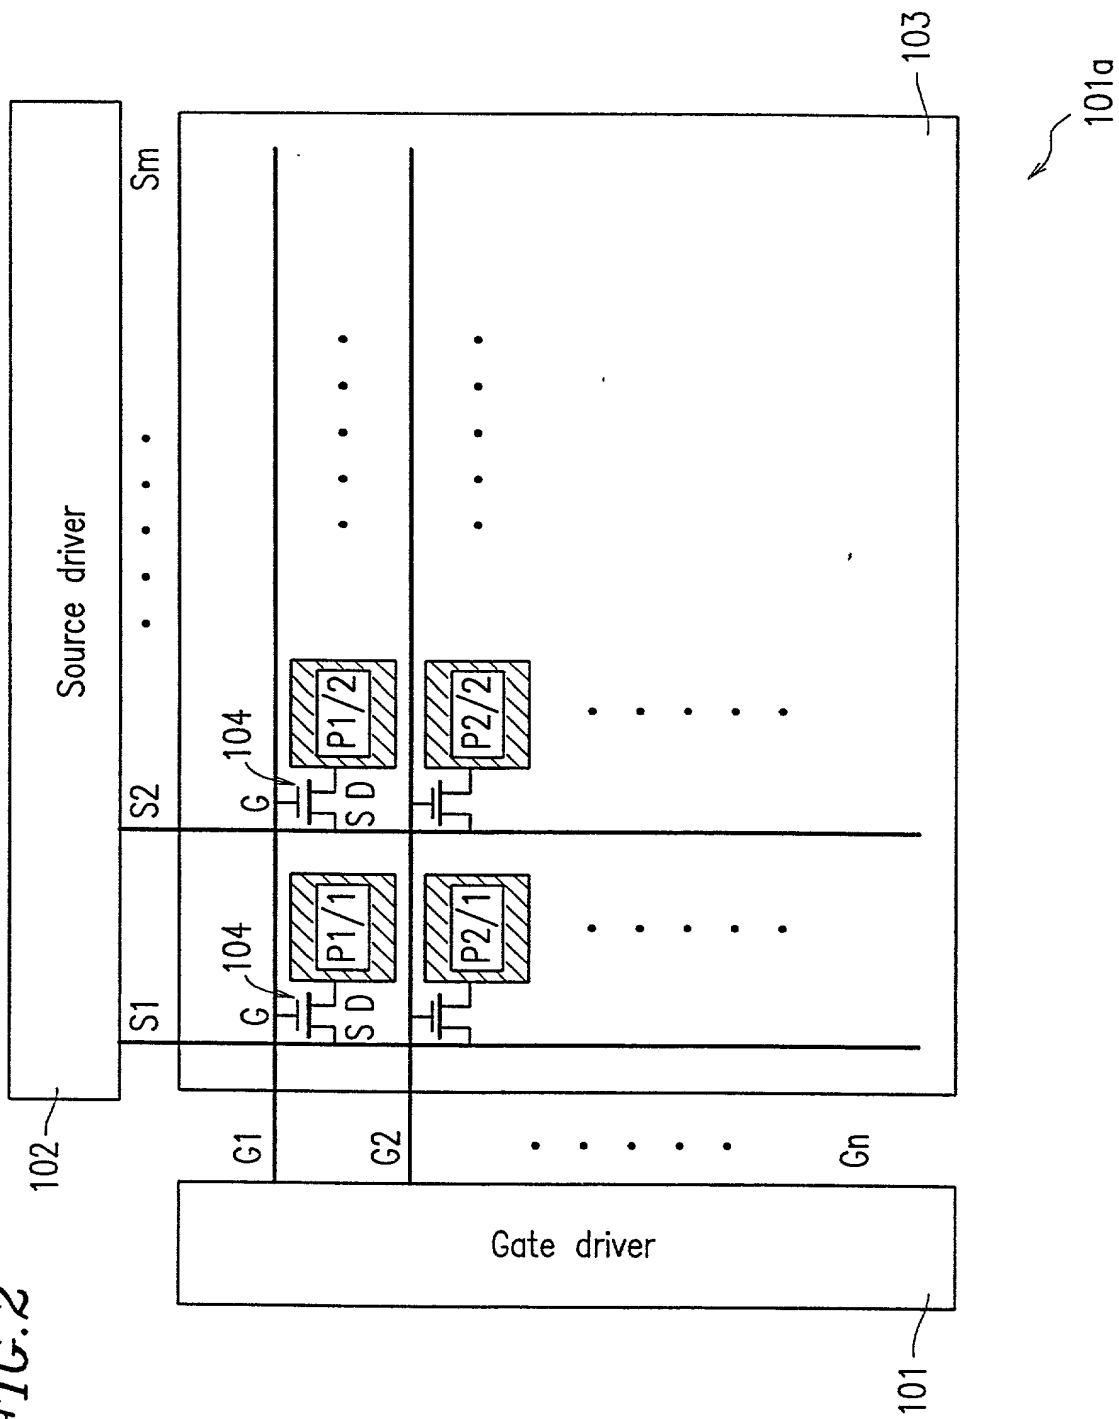 FIG.2
102
Source driver
S1
S2
Sm
G1
G
104
G
104
S D
P1/1
S D
P1/2
G2
P2/1
P2/2
Gate driver
Gn
101
103
101a